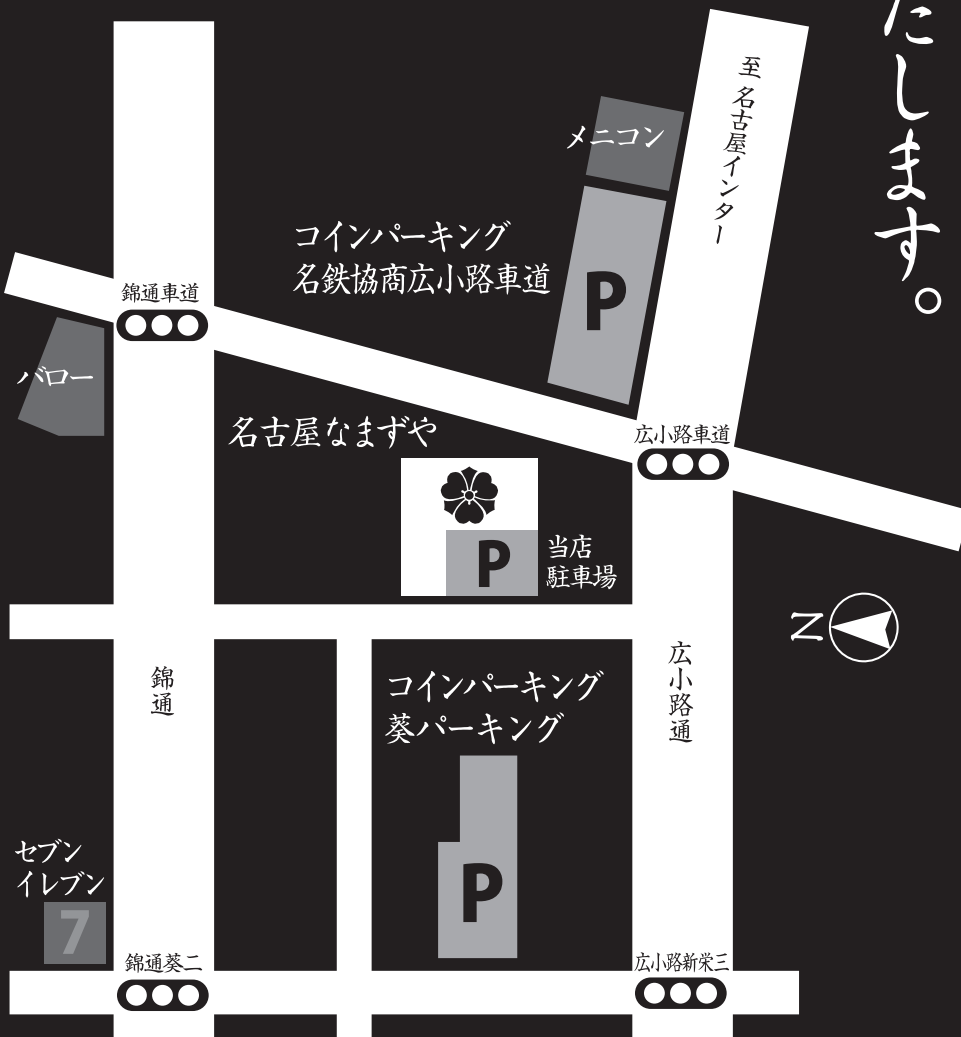 たします。
至 名古屋インター
メニコン
コインパーキング
名鉄協商広小路車道
P
錦通車道
バロー
名古屋なまずや
広小路車道
P
当店
駐車場
N
錦通
広小路通
コインパーキング
葵パーキング
P
セブン
イレブン
7
錦通葵二
広小路新栄三